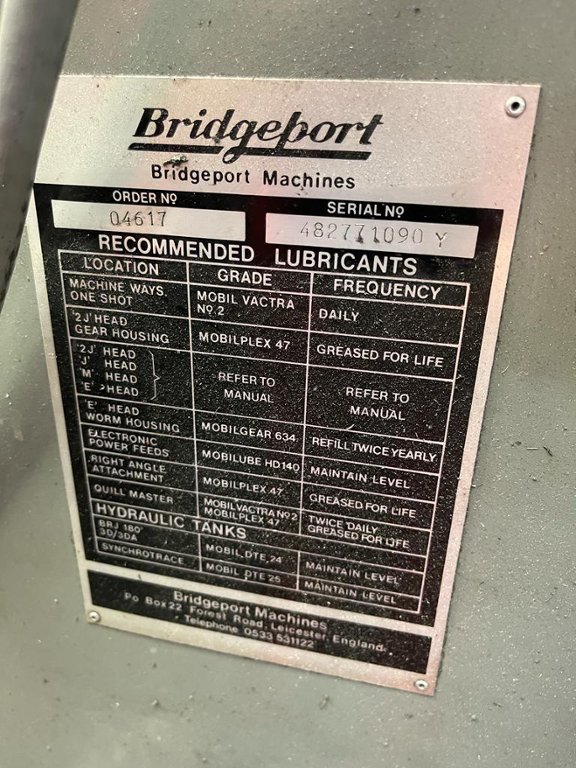 Bridgeport
Bridgeport Machines
ORDER Nº SERIAL Nº
04617 482771090 Y
RECOMMENDED LUBRICANTS
LOCATION GRADE FREQUENCY
MACHINE WAYS. ONE SHOT MOBIL VACTRA Nº.2 DAILY
'2J' HEAD GEAR HOUSING MOBILPLEX 47 GREASED FOR LIFE
'2J' HEAD
'J' HEAD
'M' HEAD
'E' HEAD
REFER TO MANUAL REFER TO MANUAL
'E' HEAD WORM HOUSING MOBILGEAR 634 REFILL TWICE YEARLY
ELECTRONIC POWER FEEDS MOBILUBE HD140 MAINTAIN LEVEL
RIGHT ANGLE ATTACHMENT MOBILPLEX 47 GREASED FOR LIFE
QUILL MASTER MOBILVACTRA Nº2 TWICE DAILY
MOBILPLEX 47 GREASED FOR LIFE
HYDRAULIC TANKS
BRJ 180° 3D/3DA MOBIL DTE 24 MAINTAIN LEVEL
SYNCHROTRACE MOBIL DTE 25 MAINTAIN LEVEL
Bridgeport Machines
Po Box 22 Forest Road, Leicester, England.
Telephone 0533 531122